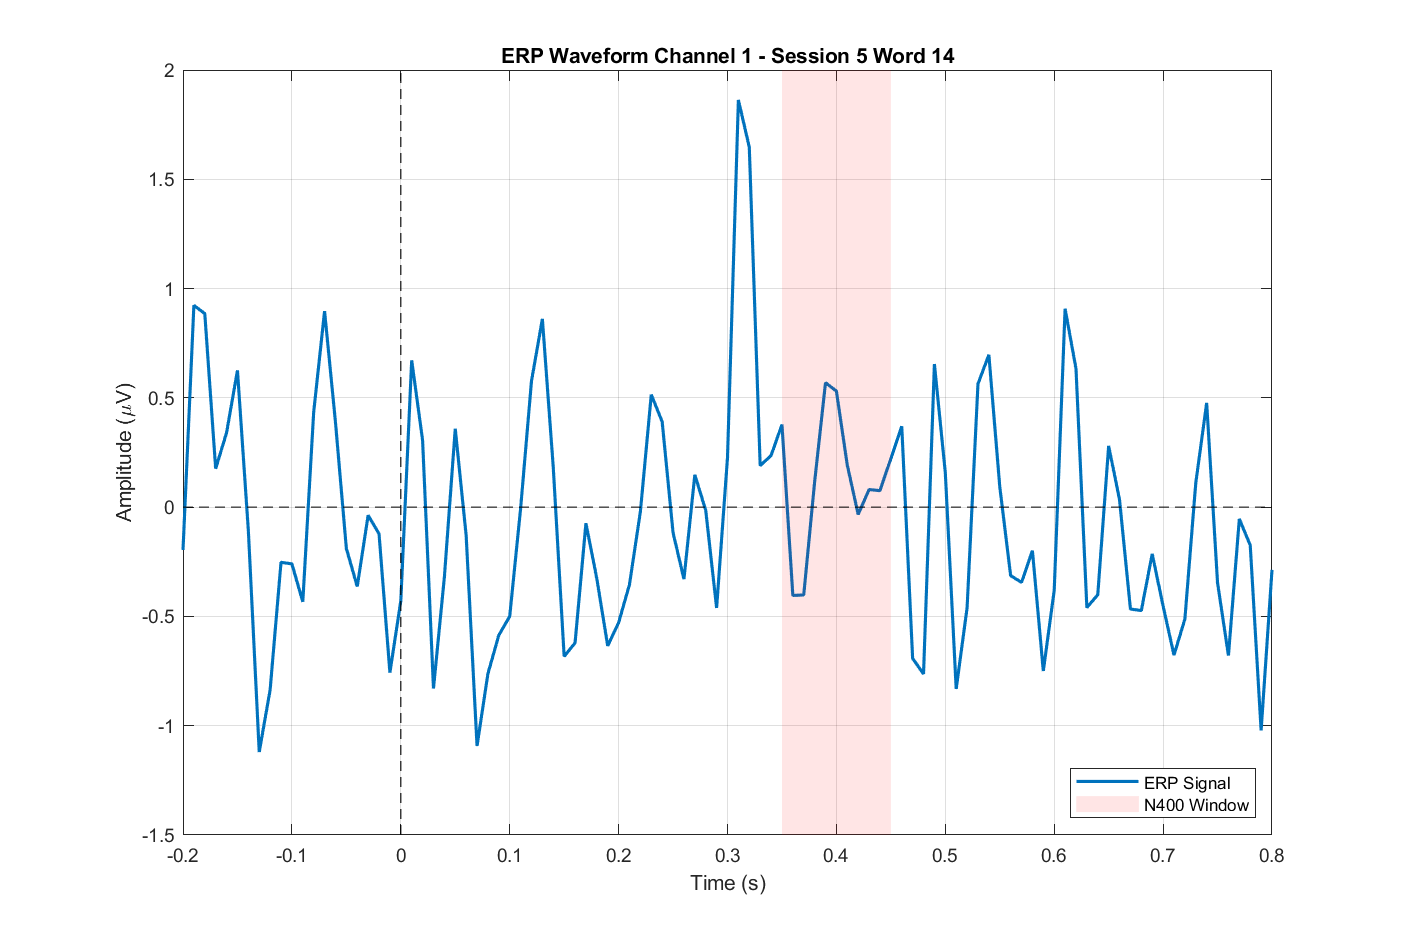 ERP Waveform Channel 1 - Session 5 Word 14
2
1.5
1
0.5
0
-0.5
-1
-1.5
Amplitude (μV)
-0.2 -0.1 0 0.1 0.2 0.3 0.4 0.5 0.6 0.7 0.8
Time (s)
ERP Signal
N400 Window